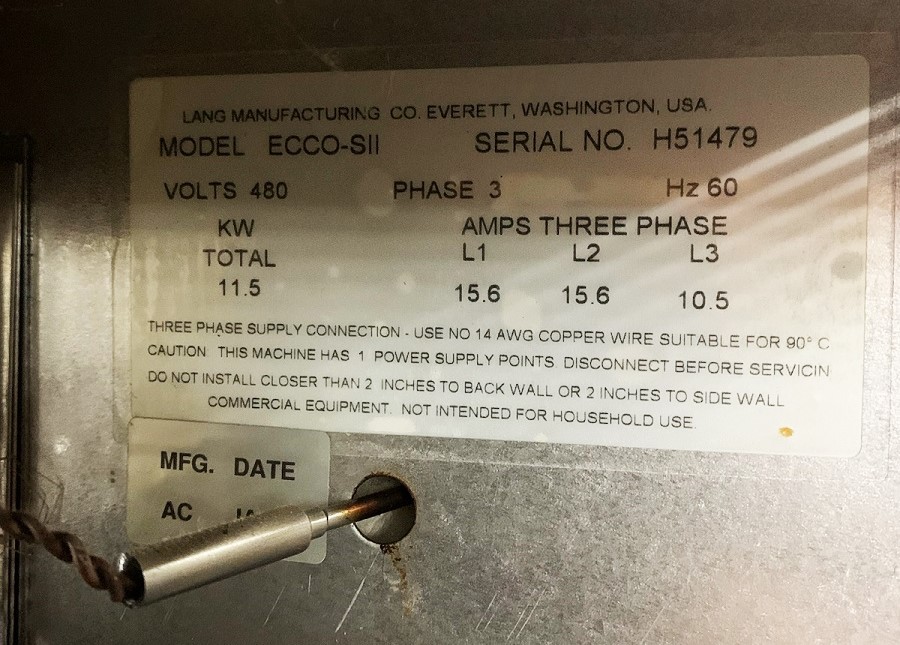 LANG MANUFACTURING CO. EVERETT, WASHINGTON, USA.
MODEL ECCO-SII SERIAL NO. H51479
VOLTS 480 PHASE 3 Hz 60
KW AMPS THREE PHASE
TOTAL L1 L2 L3
11.5 15.6 15.6 10.5
THREE PHASE SUPPLY CONNECTION - USE NO 14 AWG COPPER WIRE SUITABLE FOR 90° C
CAUTION THIS MACHINE HAS 1 POWER SUPPLY POINTS DISCONNECT BEFORE SERVICIN
DO NOT INSTALL CLOSER THAN 2 INCHES TO BACK WALL OR 2 INCHES TO SIDE WALL
COMMERCIAL EQUIPMENT. NOT INTENDED FOR HOUSEHOLD USE.
MFG. DATE
AC